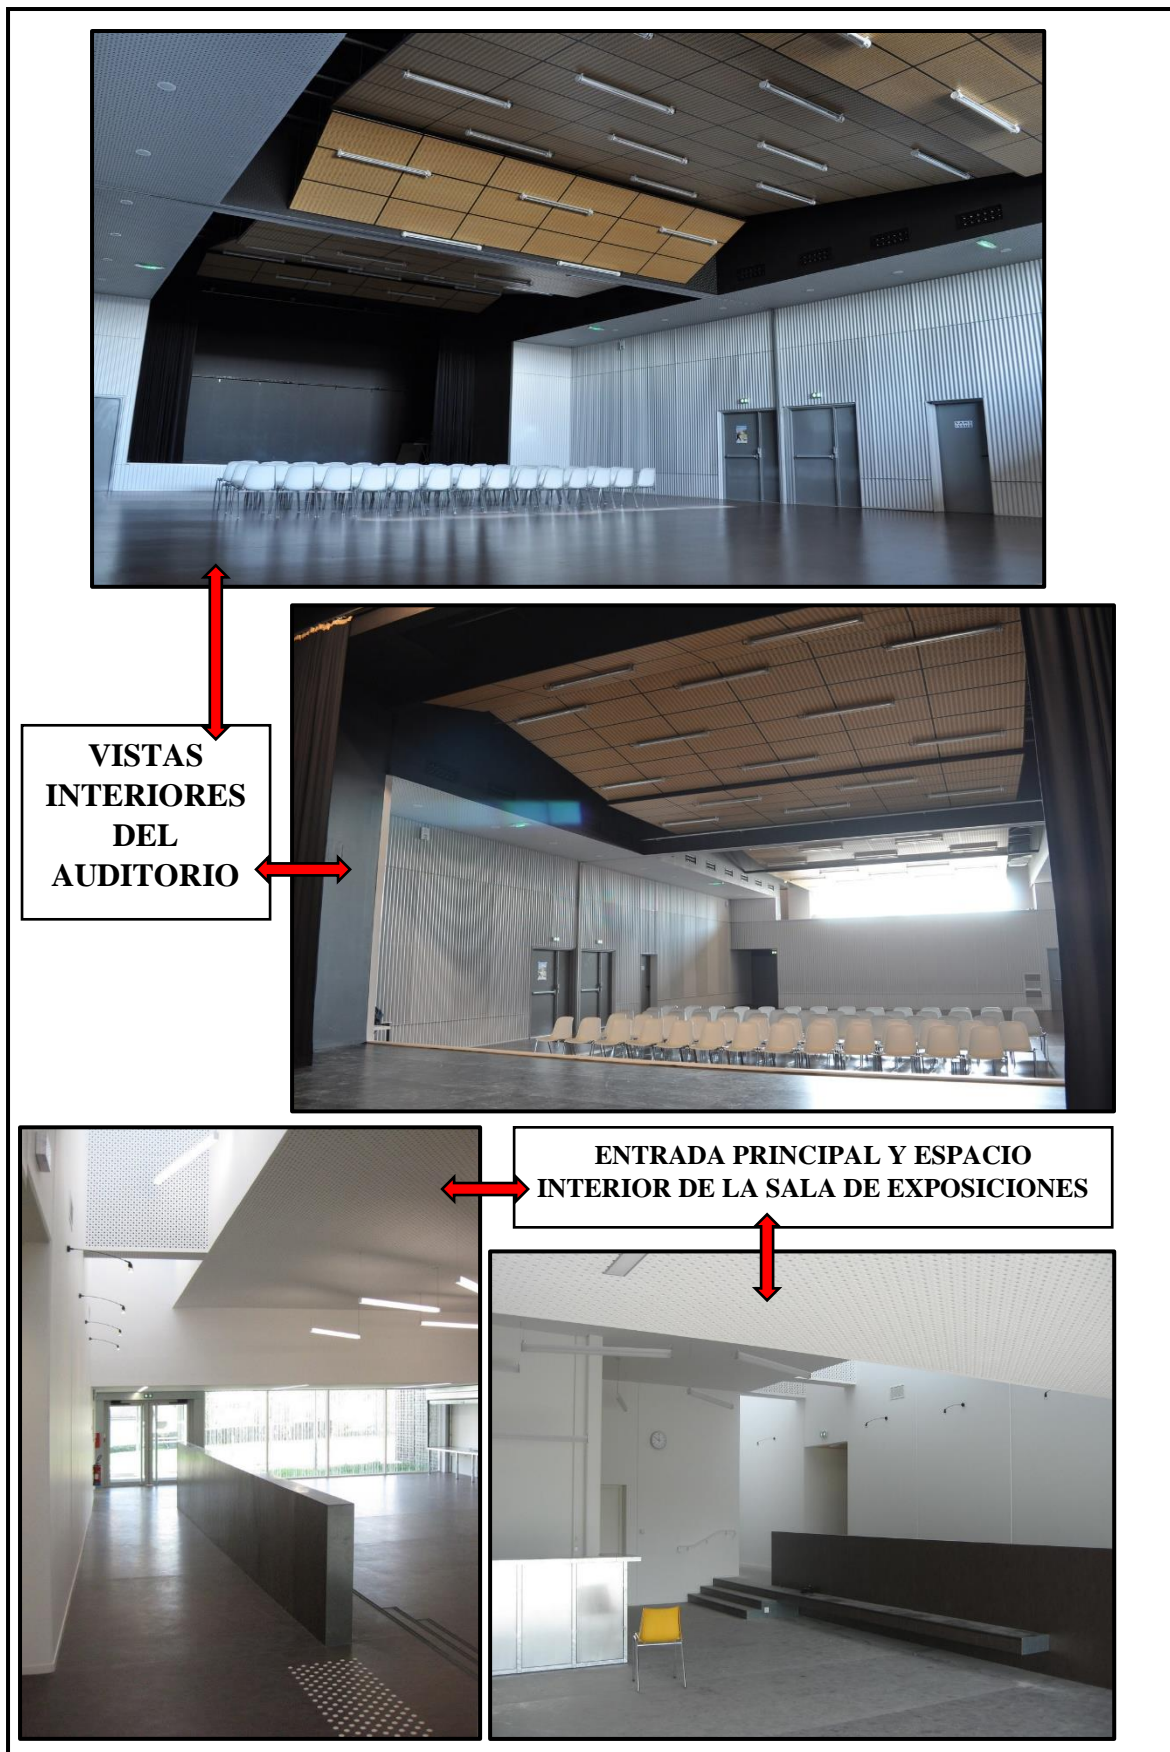 VISTAS
INTERIORES
DEL
AUDITORIO
ENTRADA PRINCIPAL Y ESPACIO
INTERIOR DE LA SALA DE EXPOSICIONES